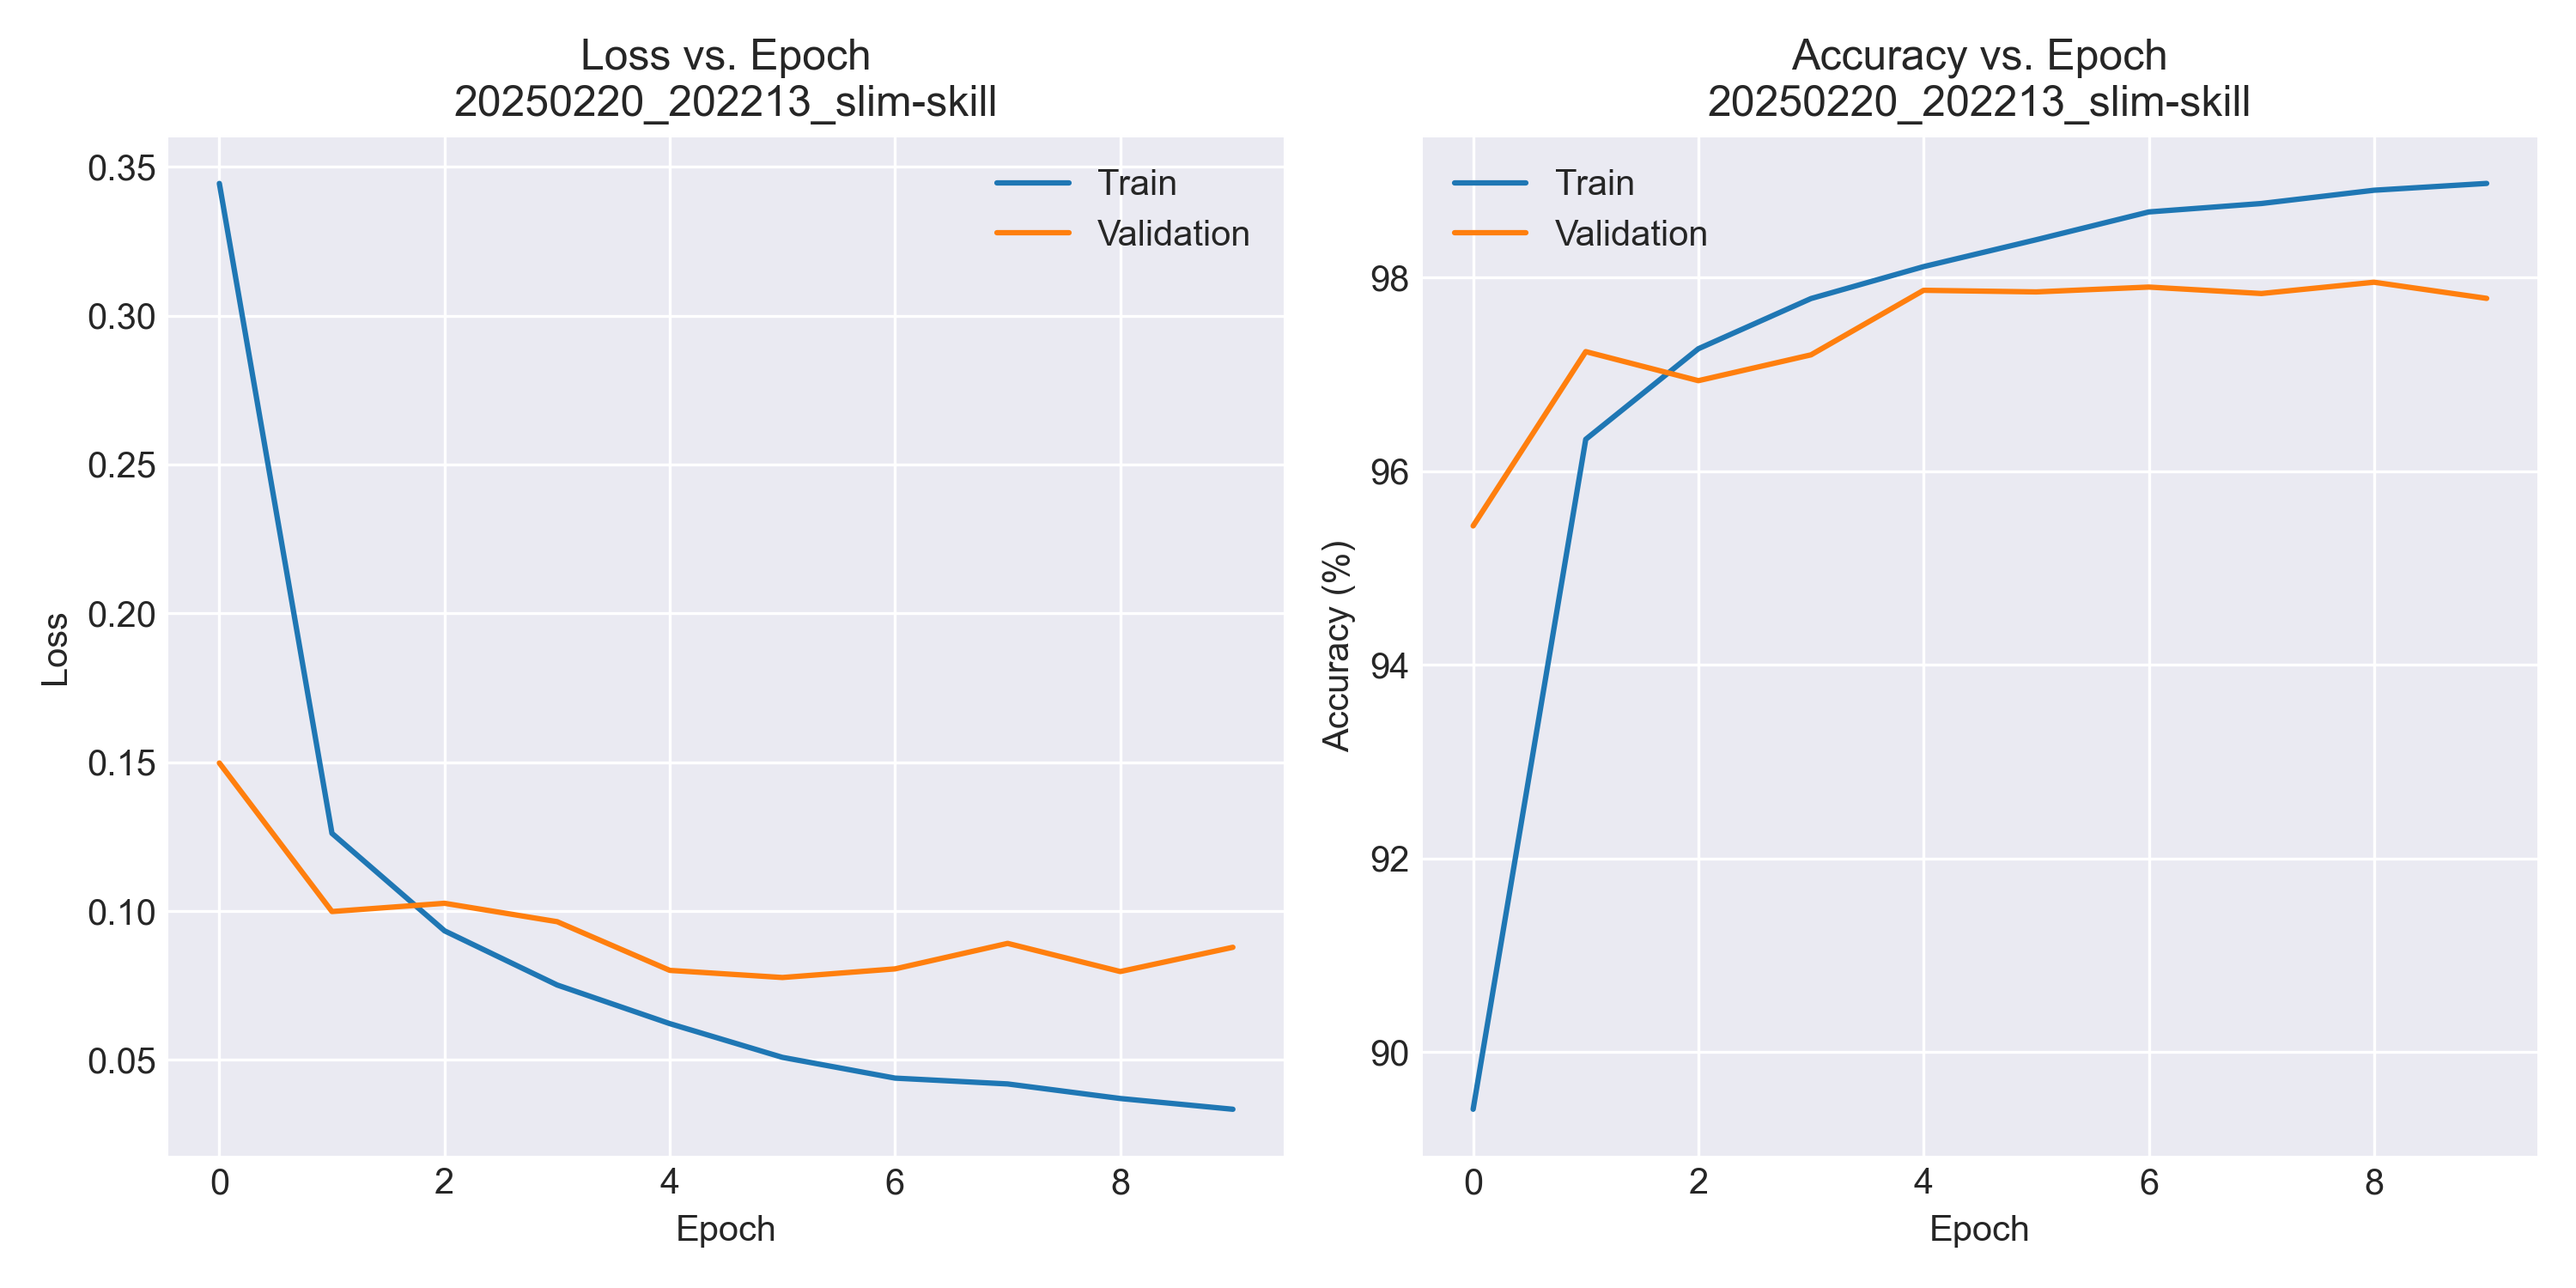 Loss vs. Epoch
20250220_202213_slim-skill
Train
Validation
0.35
0.30
0.25
0.20
0.15
0.10
0.05
Loss
0 2 4 6 8
Epoch
Accuracy vs. Epoch
20250220_202213_slim-skill
Train
Validation
98
96
94
92
90
Accuracy (%)
0 2 4 6 8
Epoch